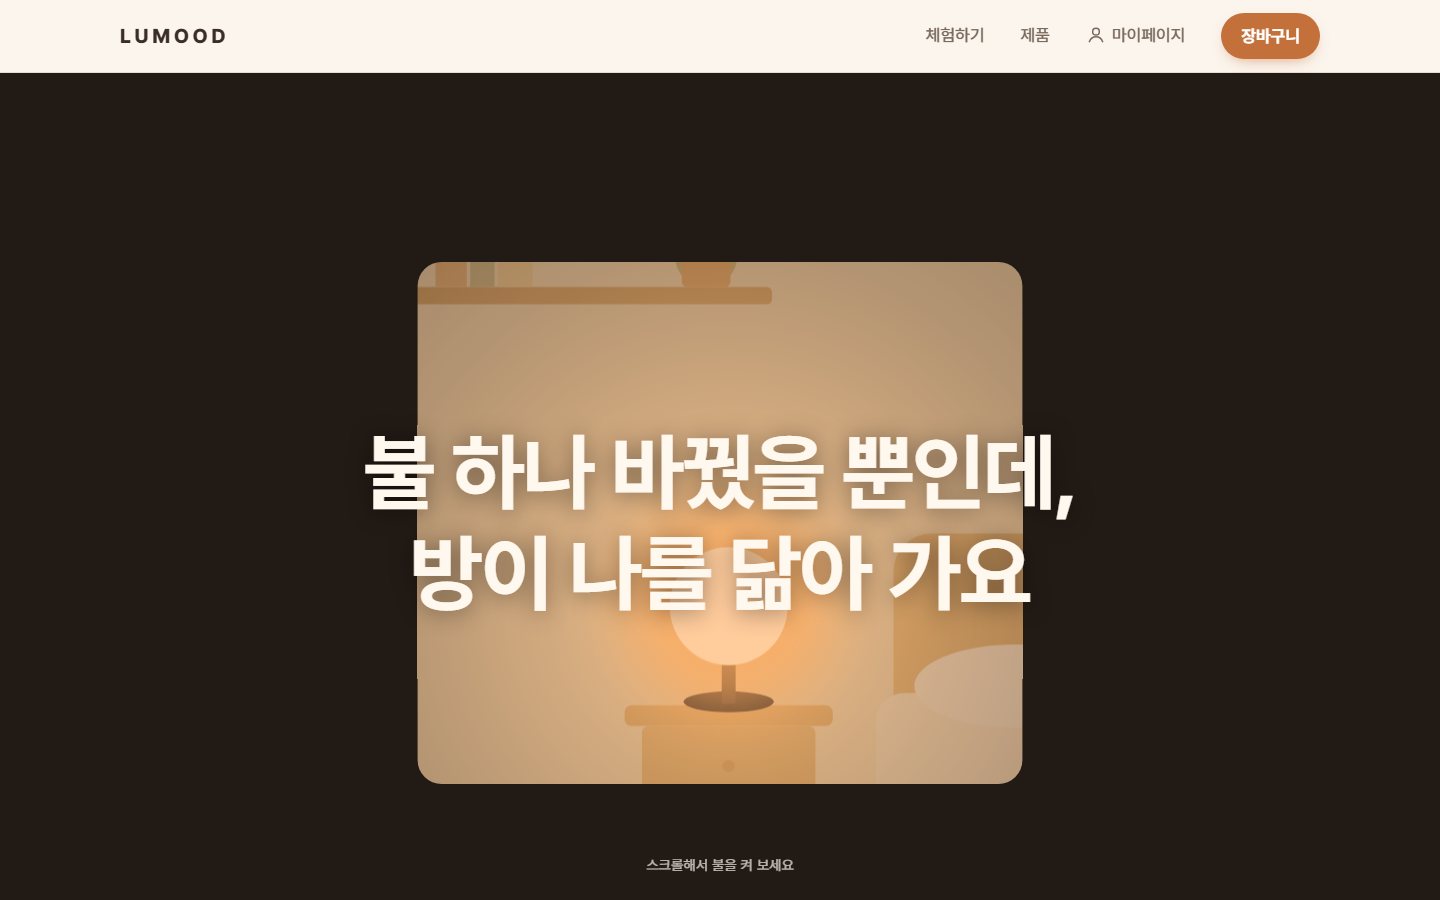 LUMOOD
체험하기
제품
마이페이지
장바구니
불 하나 바꿨을 뿐인데,
방이 나를 닮아 가요
스크롤해서 불을 켜 보세요